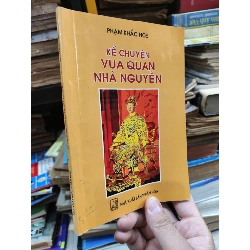 PHẠM KHẮC HÒE
KỂ CHUYỆN
VUA QUAN
NHÀ NGUYỄN